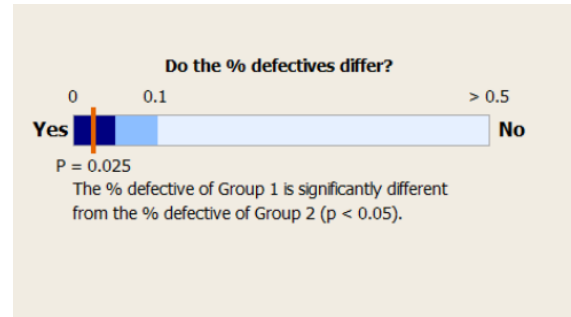 Do the % defectives differ?
0 0.1 > 0.5
Yes No
P = 0.025
The % defective of Group 1 is significantly different
from the % defective of Group 2 (p < 0.05).